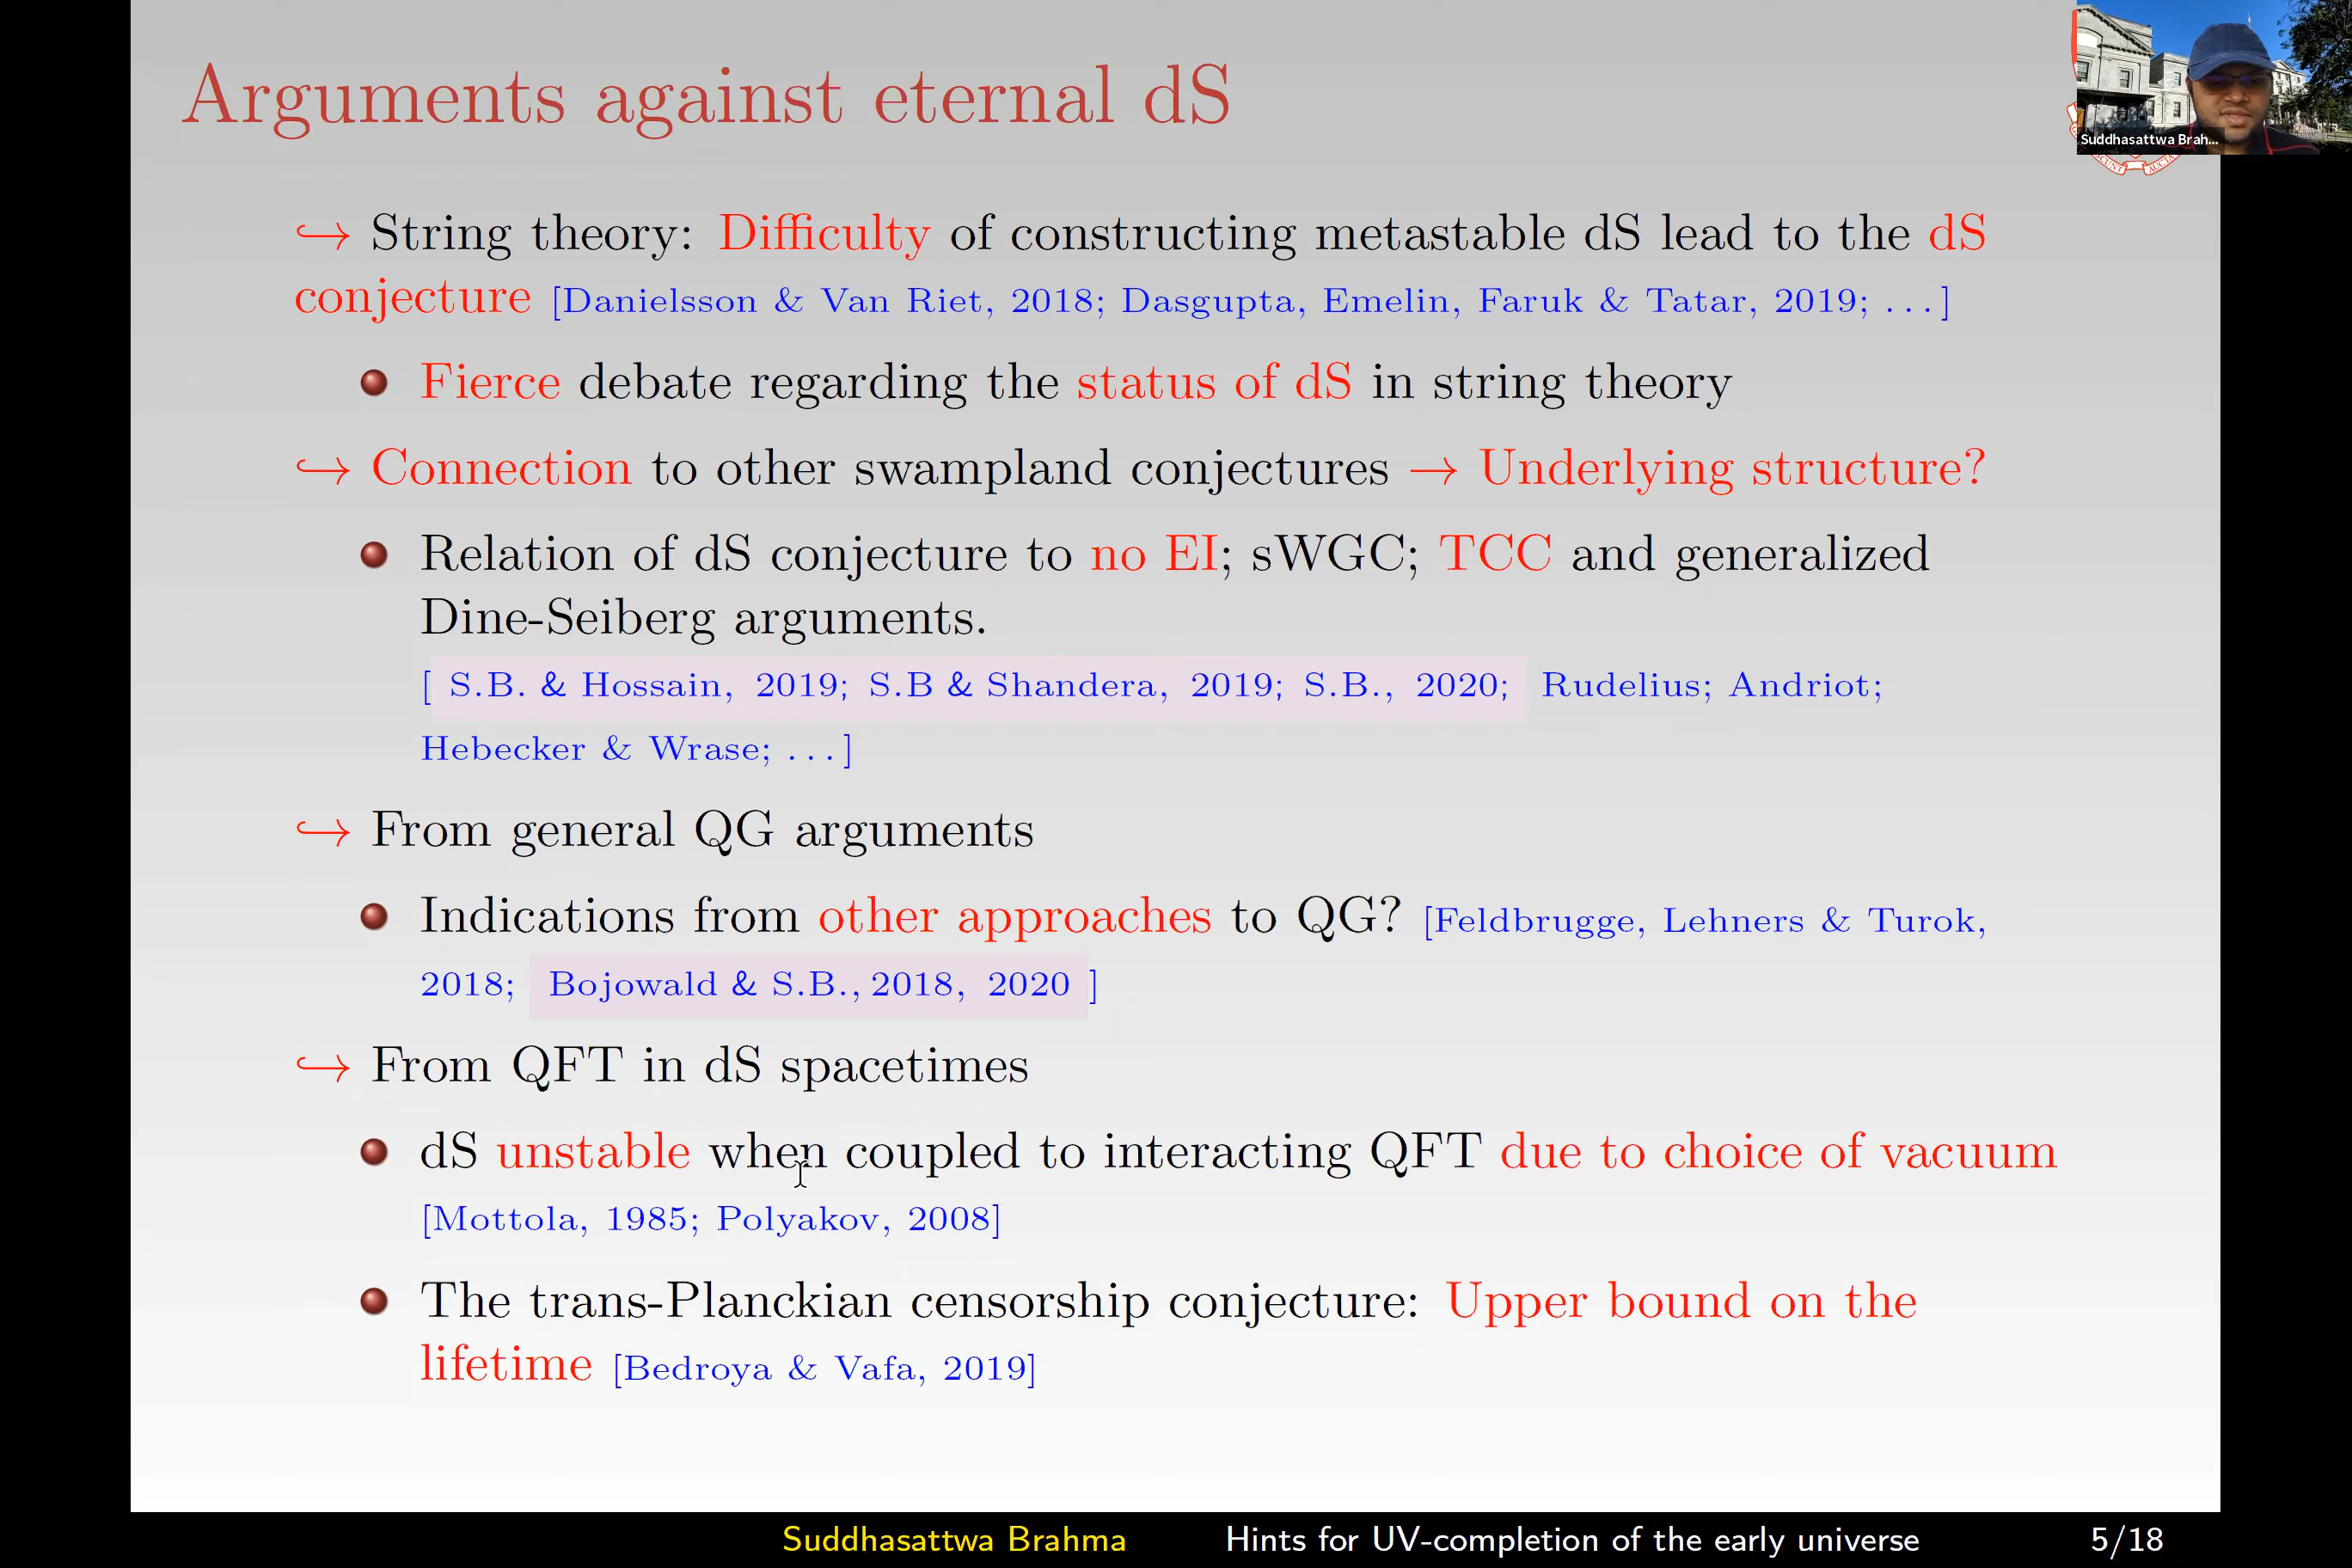 Arguments against eternal dS
Suddhasattwa Brah...
SCUNT
AUCTA
↪ String theory: Difficulty of constructing metastable dS lead to the dS
conjecture [Danielsson & Van Riet, 2018; Dasgupta, Emelin, Faruk & Tatar, 2019; ...]
Fierce debate regarding the status of dS in string theory
↪ Connection to other swampland conjectures → Underlying structure?
Relation of dS conjecture to no EI; sWGC; TCC and generalized
Dine-Seiberg arguments.
[ S.B. & Hossain, 2019; S.B & Shandera, 2019; S.B., 2020; Rudelius; Andriot;
Hebecker & Wrase; ...]
↪ From general QG arguments
Indications from other approaches to QG? [Feldbrugge, Lehners & Turok,
2018; Bojowald & S.B., 2018, 2020 ]
↪ From QFT in dS spacetimes
dS unstable when coupled to interacting QFT due to choice of vacuum
[Mottola, 1985; Polyakov, 2008]
The trans-Planckian censorship conjecture: Upper bound on the
lifetime [Bedroya & Vafa, 2019]
Suddhasattwa Brahma Hints for UV-completion of the early universe 5/18